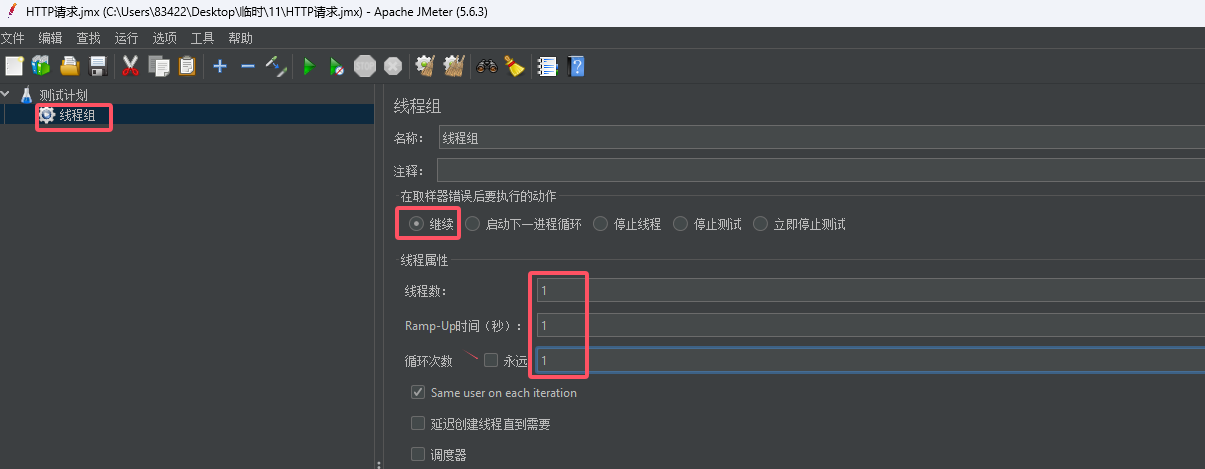 HTTP请求.jmx (C:\Users\83422\Desktop\临时\11\HTTP请求.jmx) - Apache JMeter (5.6.3)
文件 编辑 查找 运行 选项 工具 帮助
STOP
测试计划
线程组
线程组
名称： 线程组
注释：
在取样器错误后要执行的动作
继续 启动下一进程循环 停止线程 停止测试 立即停止测试
线程属性
线程数： 1
Ramp-Up时间（秒）： 1
循环次数 永远 1
Same user on each iteration
延迟创建线程直到需要
调度器